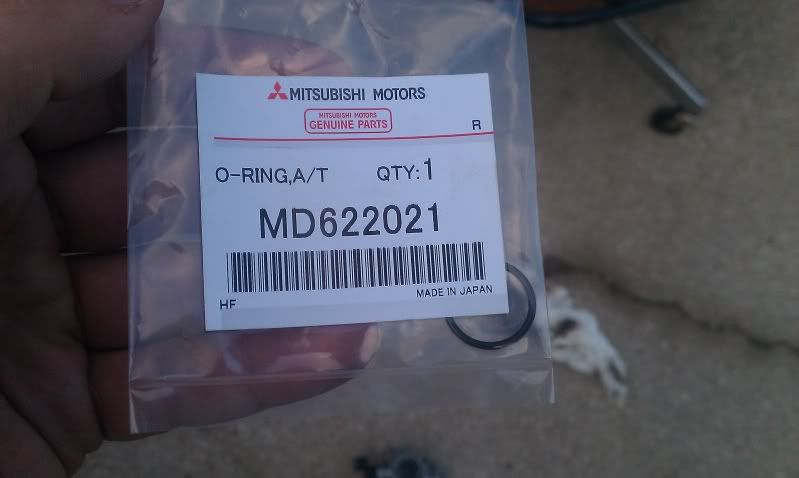 MITSUBISHI MOTORS
MITSUBISHI MOTORS
GENUINE PARTS
R
O-RING,A/T QTY:1
MD622021
MADE IN JAPAN
HF